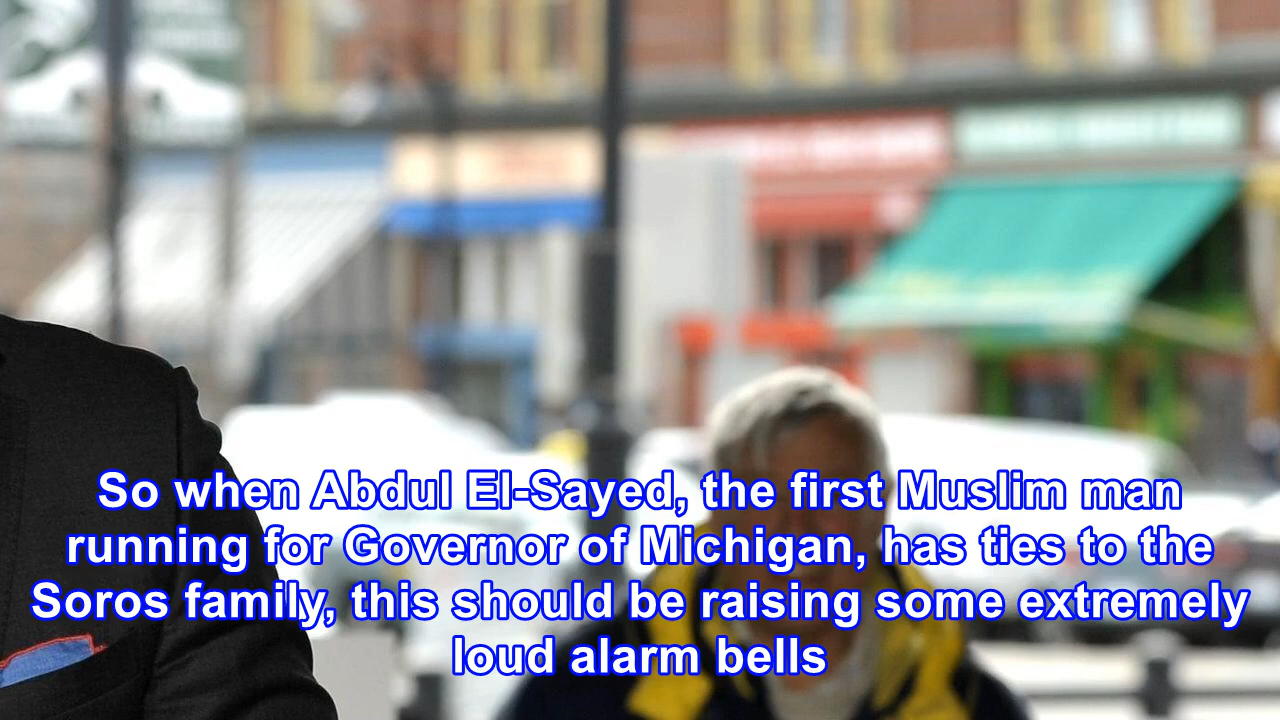 So when Abdul El-Sayed, the first Muslim man
running for Governor of Michigan, has ties to the
Soros family, this should be raising some extremely
loud alarm bells